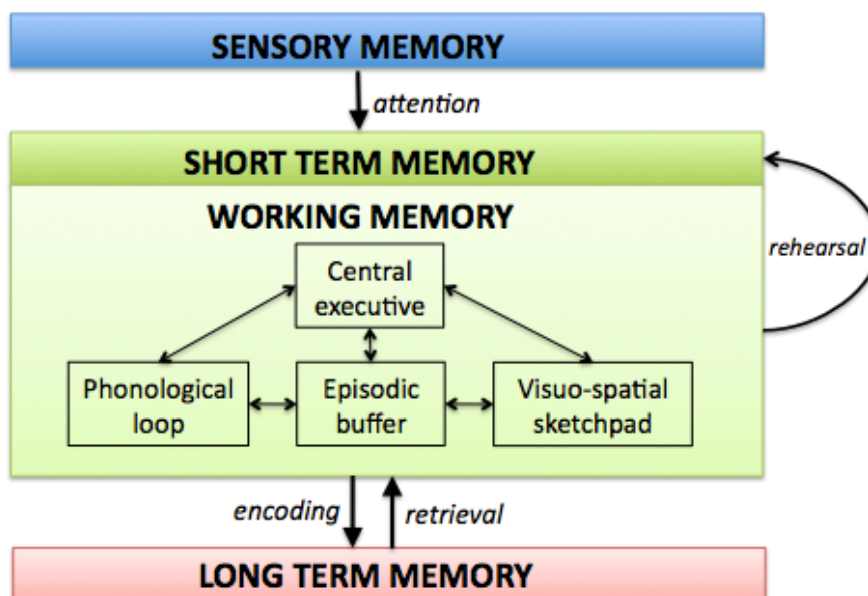 SENSORY MEMORY
attention
SHORT TERM MEMORY
WORKING MEMORY
rehearsal
Central
executive
Phonological
loop
Episodic
buffer
Visuo-spatial
sketchpad
encoding
retrieval
LONG TERM MEMORY